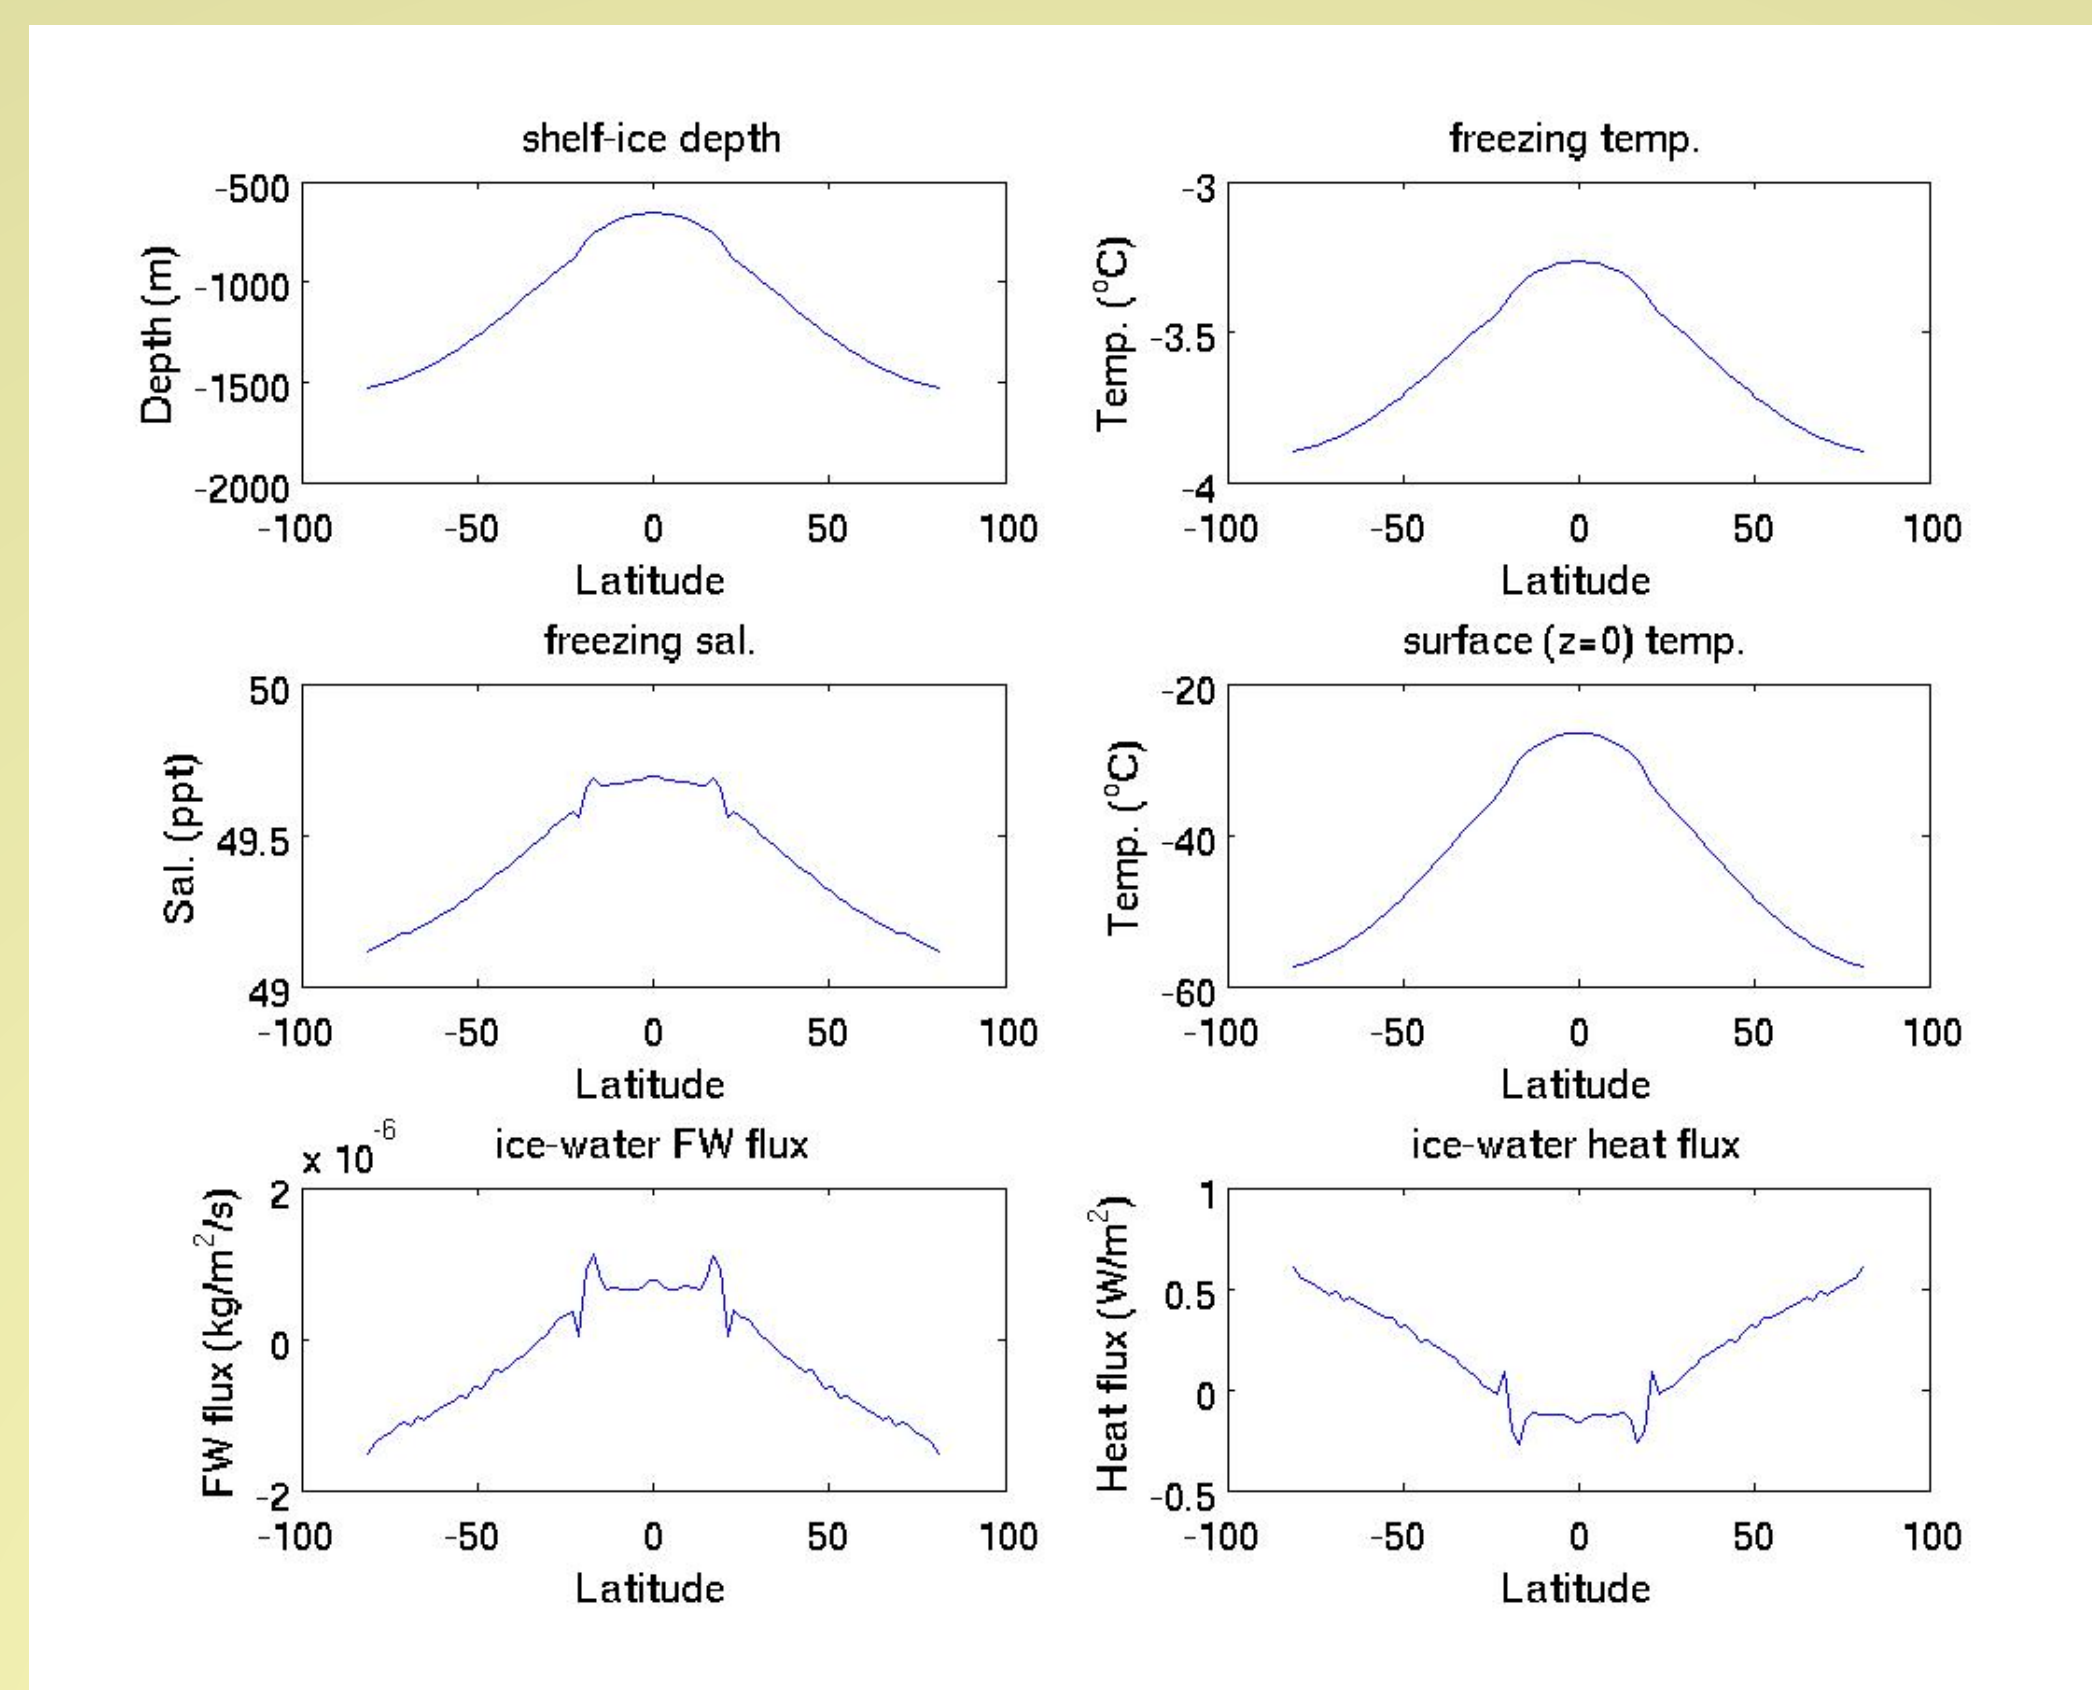 shelf-ice depth
Depth (m)
-500
-1000
-1500
-2000
-100 -50 0 50 100
Latitude
freezing temp.
Temp. (°C)
-3
-3.5
-4
-100 -50 0 50 100
Latitude
freezing sal.
Sal. (ppt)
50
49.5
49
-100 -50 0 50 100
Latitude
surface (z=0) temp.
Temp. (°C)
-20
-40
-60
-100 -50 0 50 100
Latitude
x 10⁻⁶
ice-water FW flux
FW flux (kg/m²/s)
2
0
-2
-100 -50 0 50 100
Latitude
ice-water heat flux
Heat flux (W/m²)
1
0.5
0
-0.5
-100 -50 0 50 100
Latitude